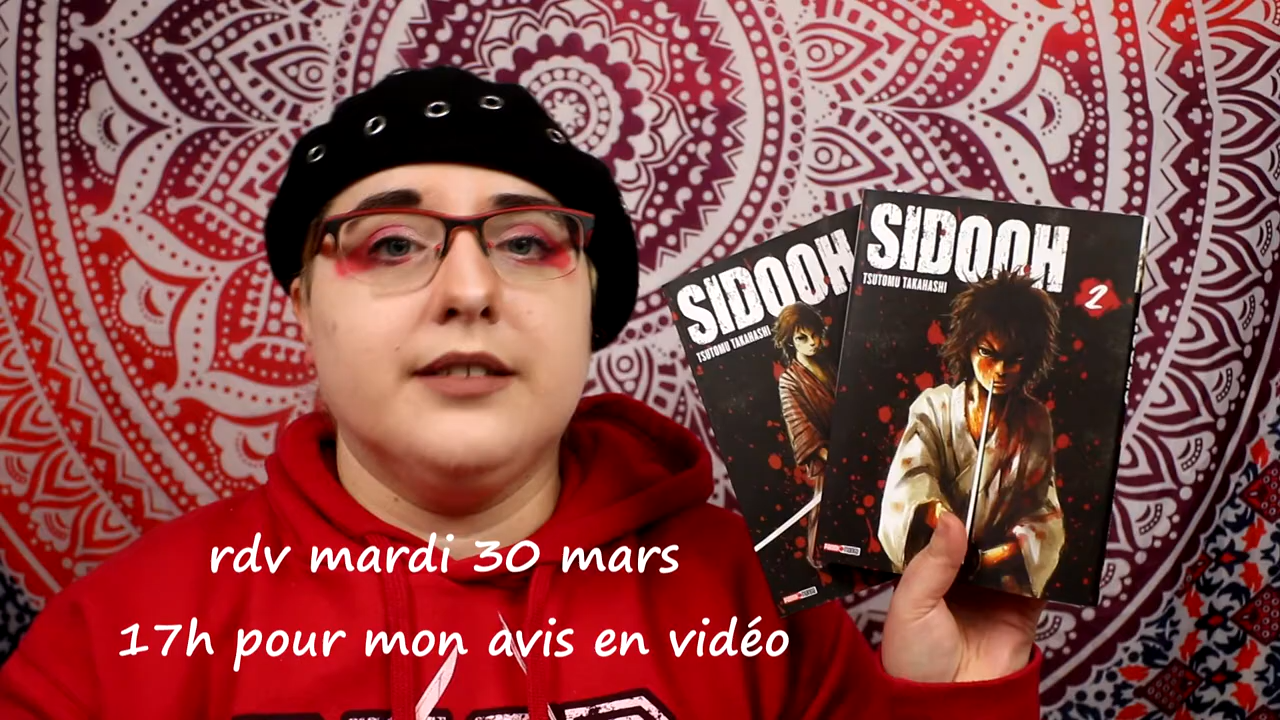 SIDOOH
TSUTOMU TAKAHASHI
SIDOOH
TSUTOMU TAKAHASHI
2
rdv mardi 30 mars
17h pour mon avis en vidéo